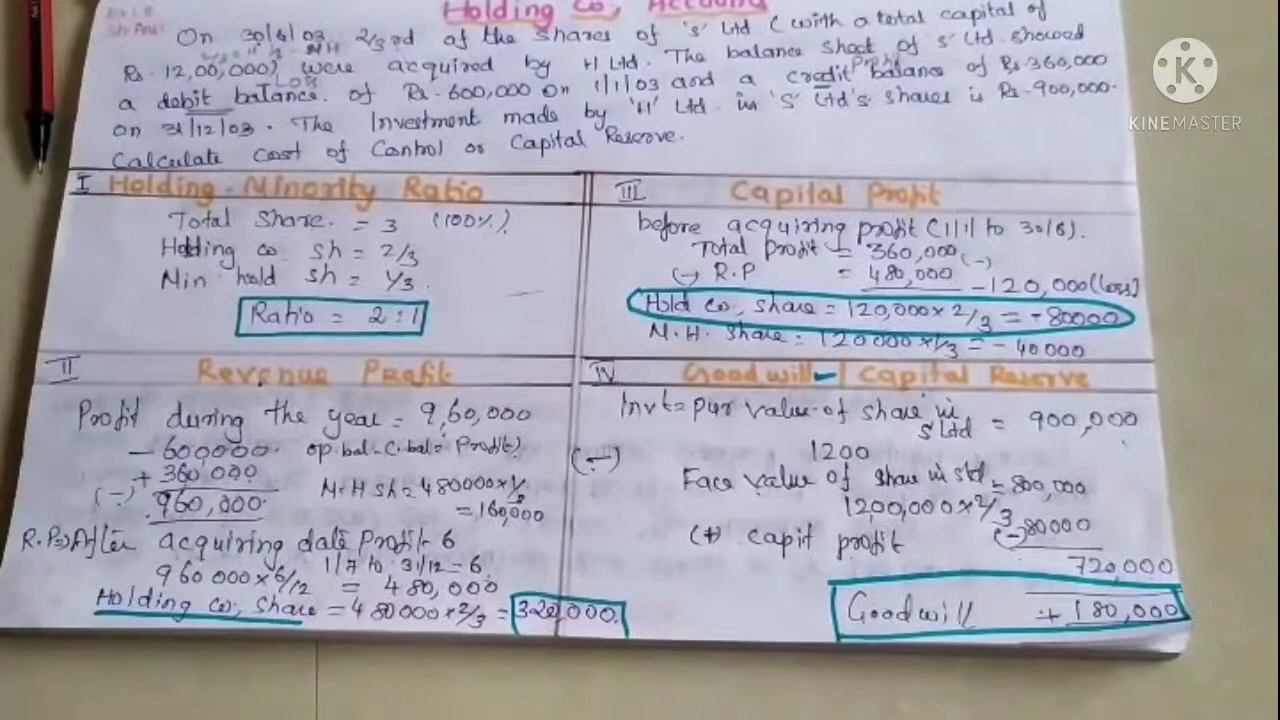 Holding Co, Account
On 30/6/03 2/3rd of the shares of 's' Ltd (with a total capital of
Rs. 12,00,000) were acquired by H Ltd. The balance sheet of s' Ltd showed
Loss
Profit
a debit balance of Rs. 600,000 on 1/1/03 and a credit balance of Rs. 360,000
on 31/12/03. The Investment made by 'H' Ltd in 'S' Ltd's shares is Rs. 900,000.
Calculate cost of Control or Capital Reserve.
I Holding-Minority Ratio
Total share = 3 (100%)
Holding co sh = 2/3
Min hold sh = 1/3
Ratio = 2:1
II Revenue Profit
Profit during the year = 9,60,000
- 600000. op.bal-C.bal= Profit)
+ 360000
(-) 960,000.
M.H sh = 480000 x 1/3
= 160,000
R.P=) After acquiring date Profit 6
1/7 to 31/12 = 6
960 000 x 6/12 = 480,000
Holding co, share = 480000 x 2/3 = 320,000.
III Capital Profit
before acquiring profit (1/1 to 30/6).
Total profit = 360,000 (-)
(-) R.P = 480,000 - 120,000 (loss)
Hold co, share = 120,000 x 2/3 = - 80000
M.H. share = 120000 x 1/3 = - 40000
IV Goodwill - Capital Reserve
Invt = pur value of share in
s Ltd = 900,000
1200
(-)
Face value of share in std = 800,000
1200,000 x 2/3
(+) capit profit (-) 80000
720,000
Goodwill + 180,000
KINEMASTER